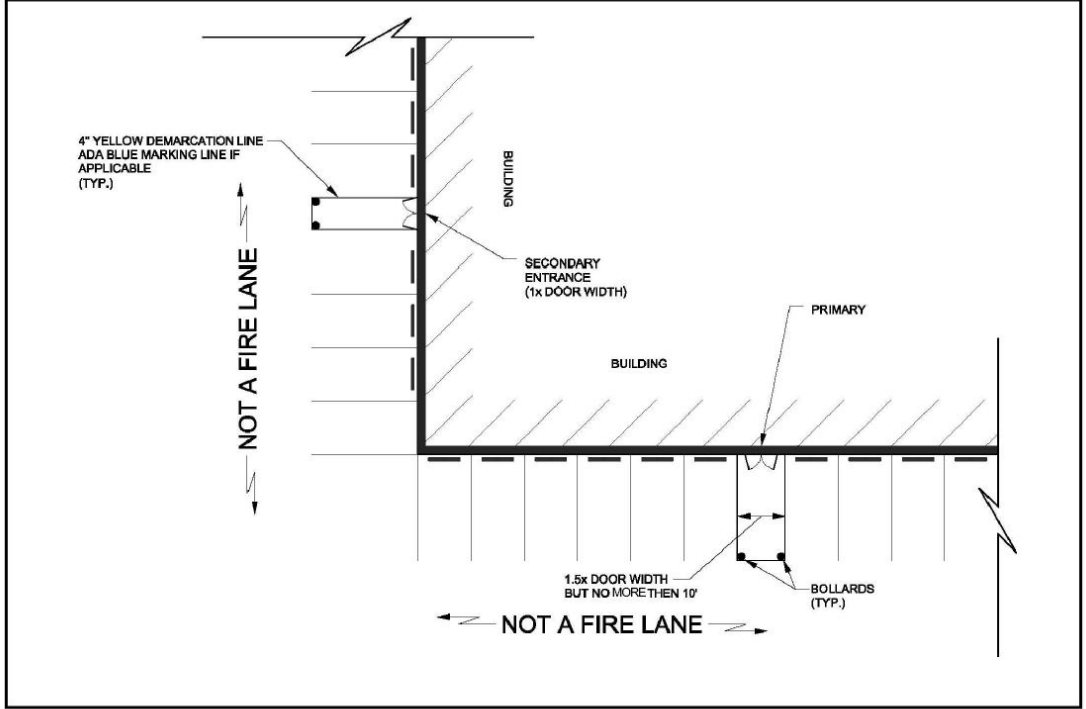 4" YELLOW DEMARCATION LINE
ADA BLUE MARKING LINE IF
APPLICABLE
(TYP.)
NOT A FIRE LANE
BUILDING
SECONDARY
ENTRANCE
(1x DOOR WIDTH)
PRIMARY
BUILDING
1.5x DOOR WIDTH
BUT NO MORE THEN 10'
BOLLARDS
(TYP.)
NOT A FIRE LANE